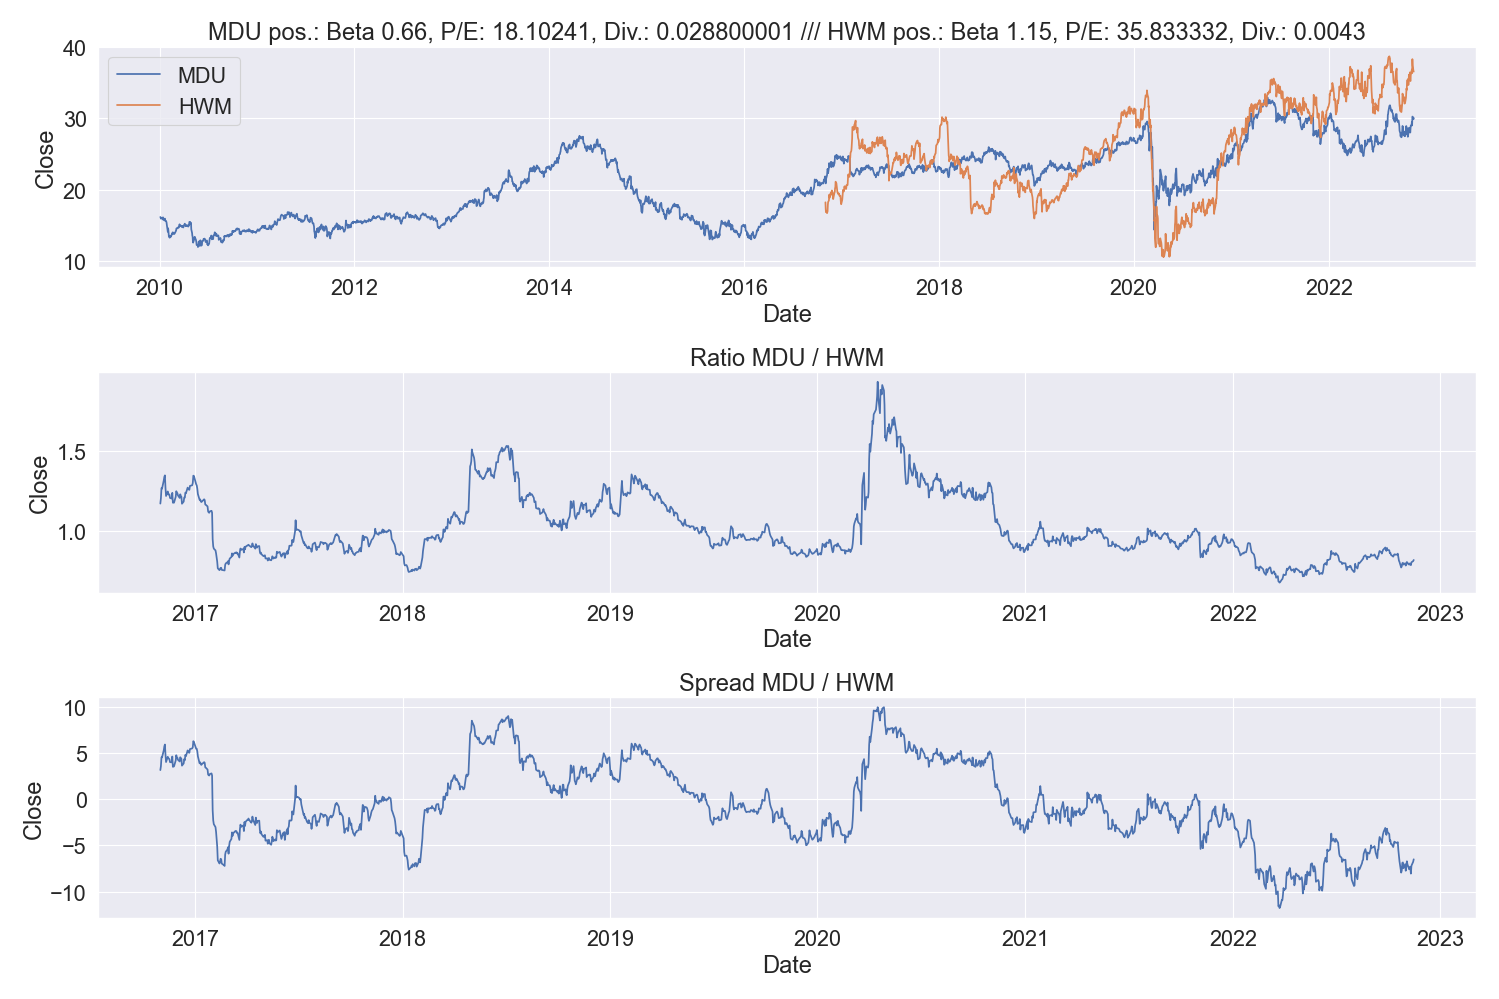 MDU pos.: Beta 0.66, P/E: 18.10241, Div.: 0.028800001 /// HWM pos.: Beta 1.15, P/E: 35.833332, Div.: 0.0043
MDU
HWM
Close
40
30
20
10
2010 2012 2014 2016 2018 2020 2022
Date
Ratio MDU / HWM
Close
1.5
1.0
2017 2018 2019 2020 2021 2022 2023
Date
Spread MDU / HWM
Close
10
5
0
−5
−10
2017 2018 2019 2020 2021 2022 2023
Date